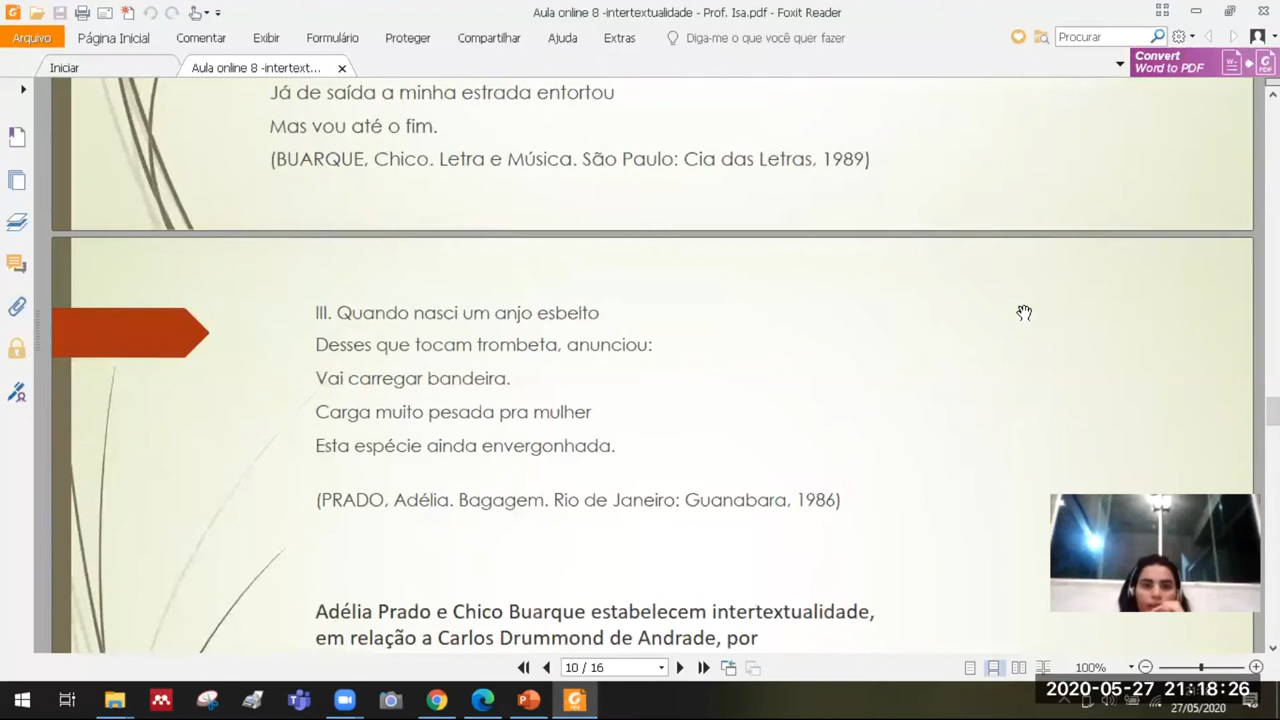 Aula online 8 -intertextualidade - Prof. Isa.pdf - Foxit Reader
Arquivo Página Inicial Comentar Exibir Formulário Proteger Compartilhar Ajuda Extras Diga-me o que você quer fazer Procurar
Iniciar Aula online 8 -intertext... Convert Word to PDF
Já de saída a minha estrada entortou
Mas vou até o fim.
(BUARQUE, Chico. Letra e Música. São Paulo: Cia das Letras, 1989)
III. Quando nasci um anjo esbelto
Desses que tocam trombeta, anunciou:
Vai carregar bandeira.
Carga muito pesada pra mulher
Esta espécie ainda envergonhada.
(PRADO, Adélia. Bagagem. Rio de Janeiro: Guanabara, 1986)
Adélia Prado e Chico Buarque estabelecem intertextualidade,
em relação a Carlos Drummond de Andrade, por
10 / 16 100%
2020-05-27 21:18:26
27/05/2020